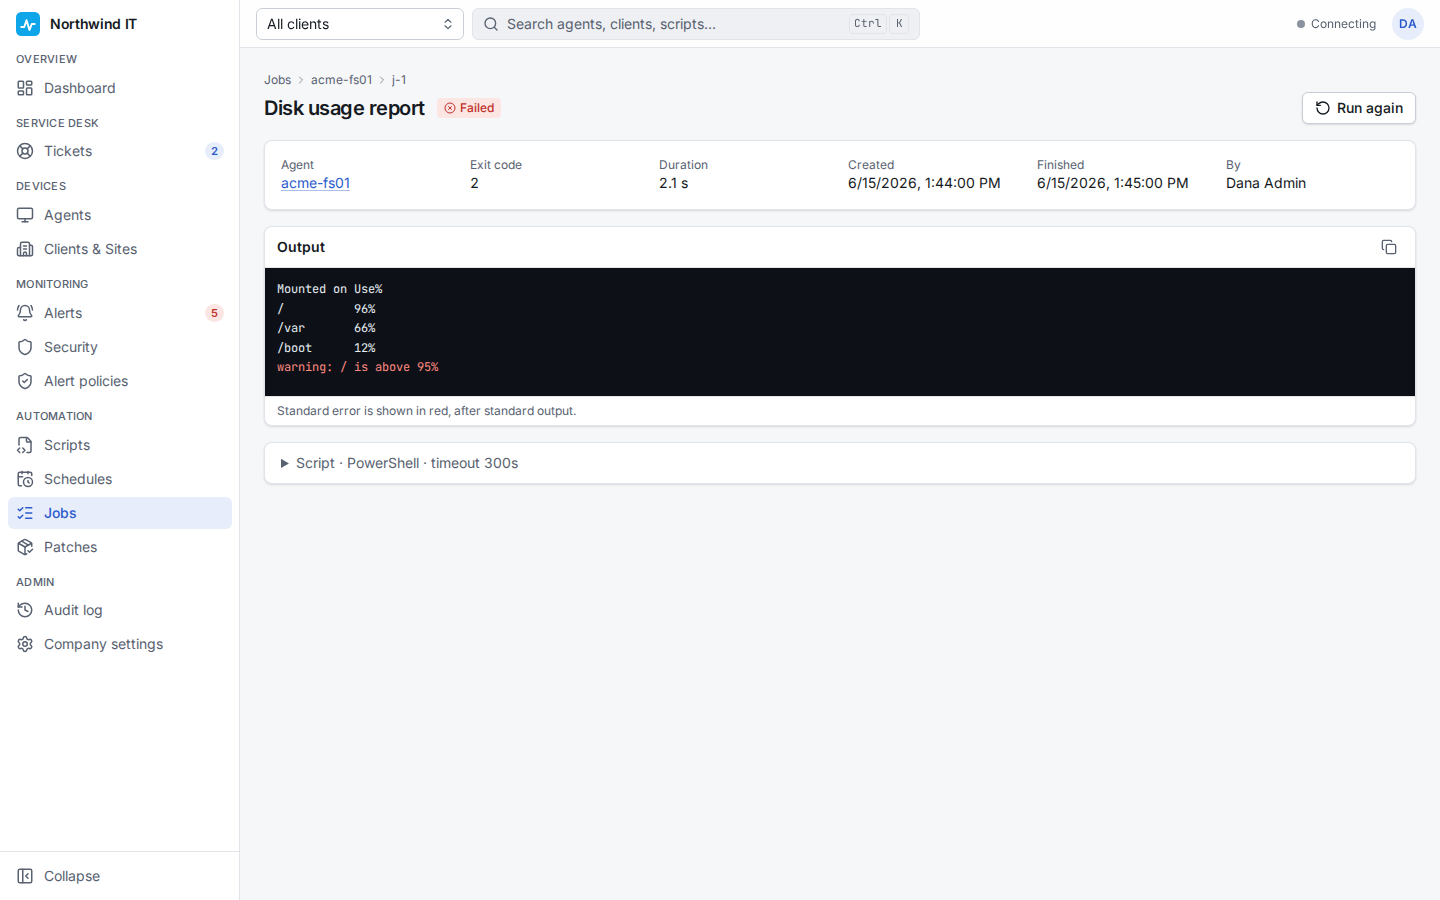 Northwind IT
All clients
Search agents, clients, scripts...
Ctrl K
Connecting
DA
OVERVIEW
Dashboard
SERVICE DESK
Tickets 2
DEVICES
Agents
Clients & Sites
MONITORING
Alerts 5
Security
Alert policies
AUTOMATION
Scripts
Schedules
Jobs
Patches
ADMIN
Audit log
Company settings
Collapse
Jobs > acme-fs01 > j-1
Disk usage report Failed
Run again
Agent Exit code Duration Created Finished By
acme-fs01 2 2.1 s 6/15/2026, 1:44:00 PM 6/15/2026, 1:45:00 PM Dana Admin
Output
Mounted on Use%
/ 96%
/var 66%
/boot 12%
warning: / is above 95%
Standard error is shown in red, after standard output.
Script · PowerShell · timeout 300s